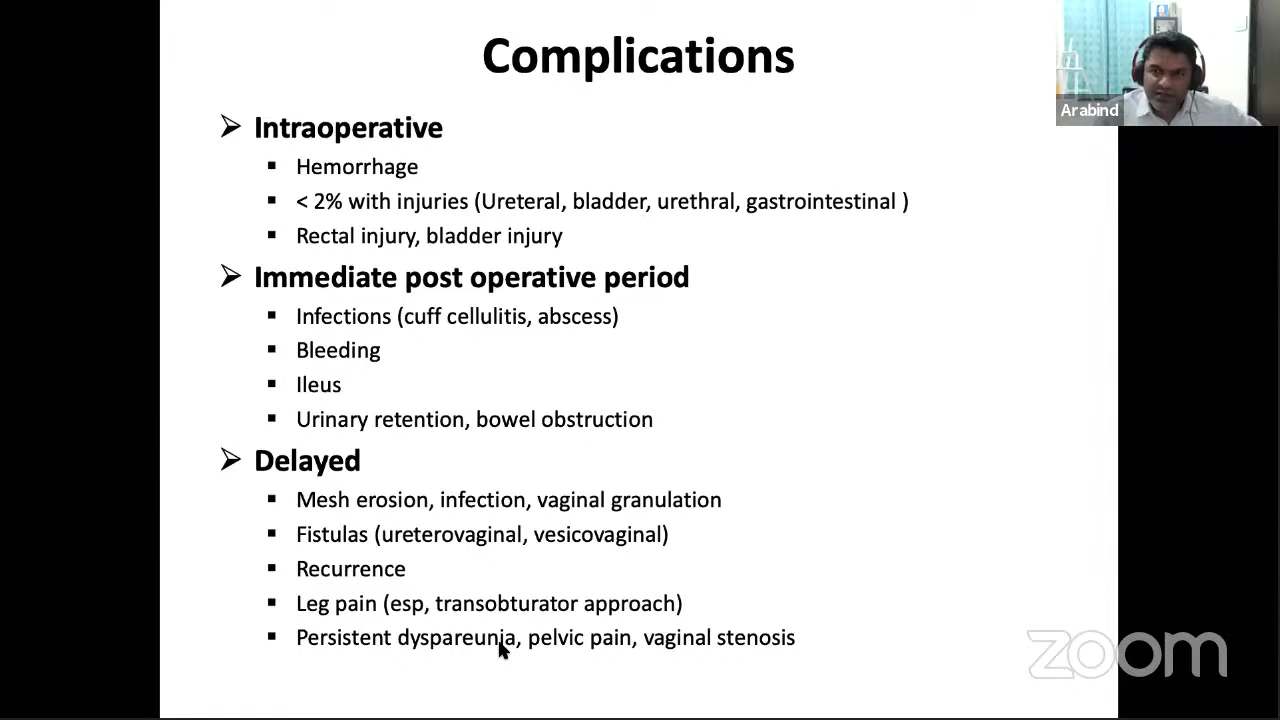 Complications
Arabind
➢ Intraoperative
▪ Hemorrhage
▪ < 2% with injuries (Ureteral, bladder, urethral, gastrointestinal )
▪ Rectal injury, bladder injury
➢ Immediate post operative period
▪ Infections (cuff cellulitis, abscess)
▪ Bleeding
▪ Ileus
▪ Urinary retention, bowel obstruction
➢ Delayed
▪ Mesh erosion, infection, vaginal granulation
▪ Fistulas (ureterovaginal, vesicovaginal)
▪ Recurrence
▪ Leg pain (esp, transobturator approach)
▪ Persistent dyspareunia, pelvic pain, vaginal stenosis
zoom